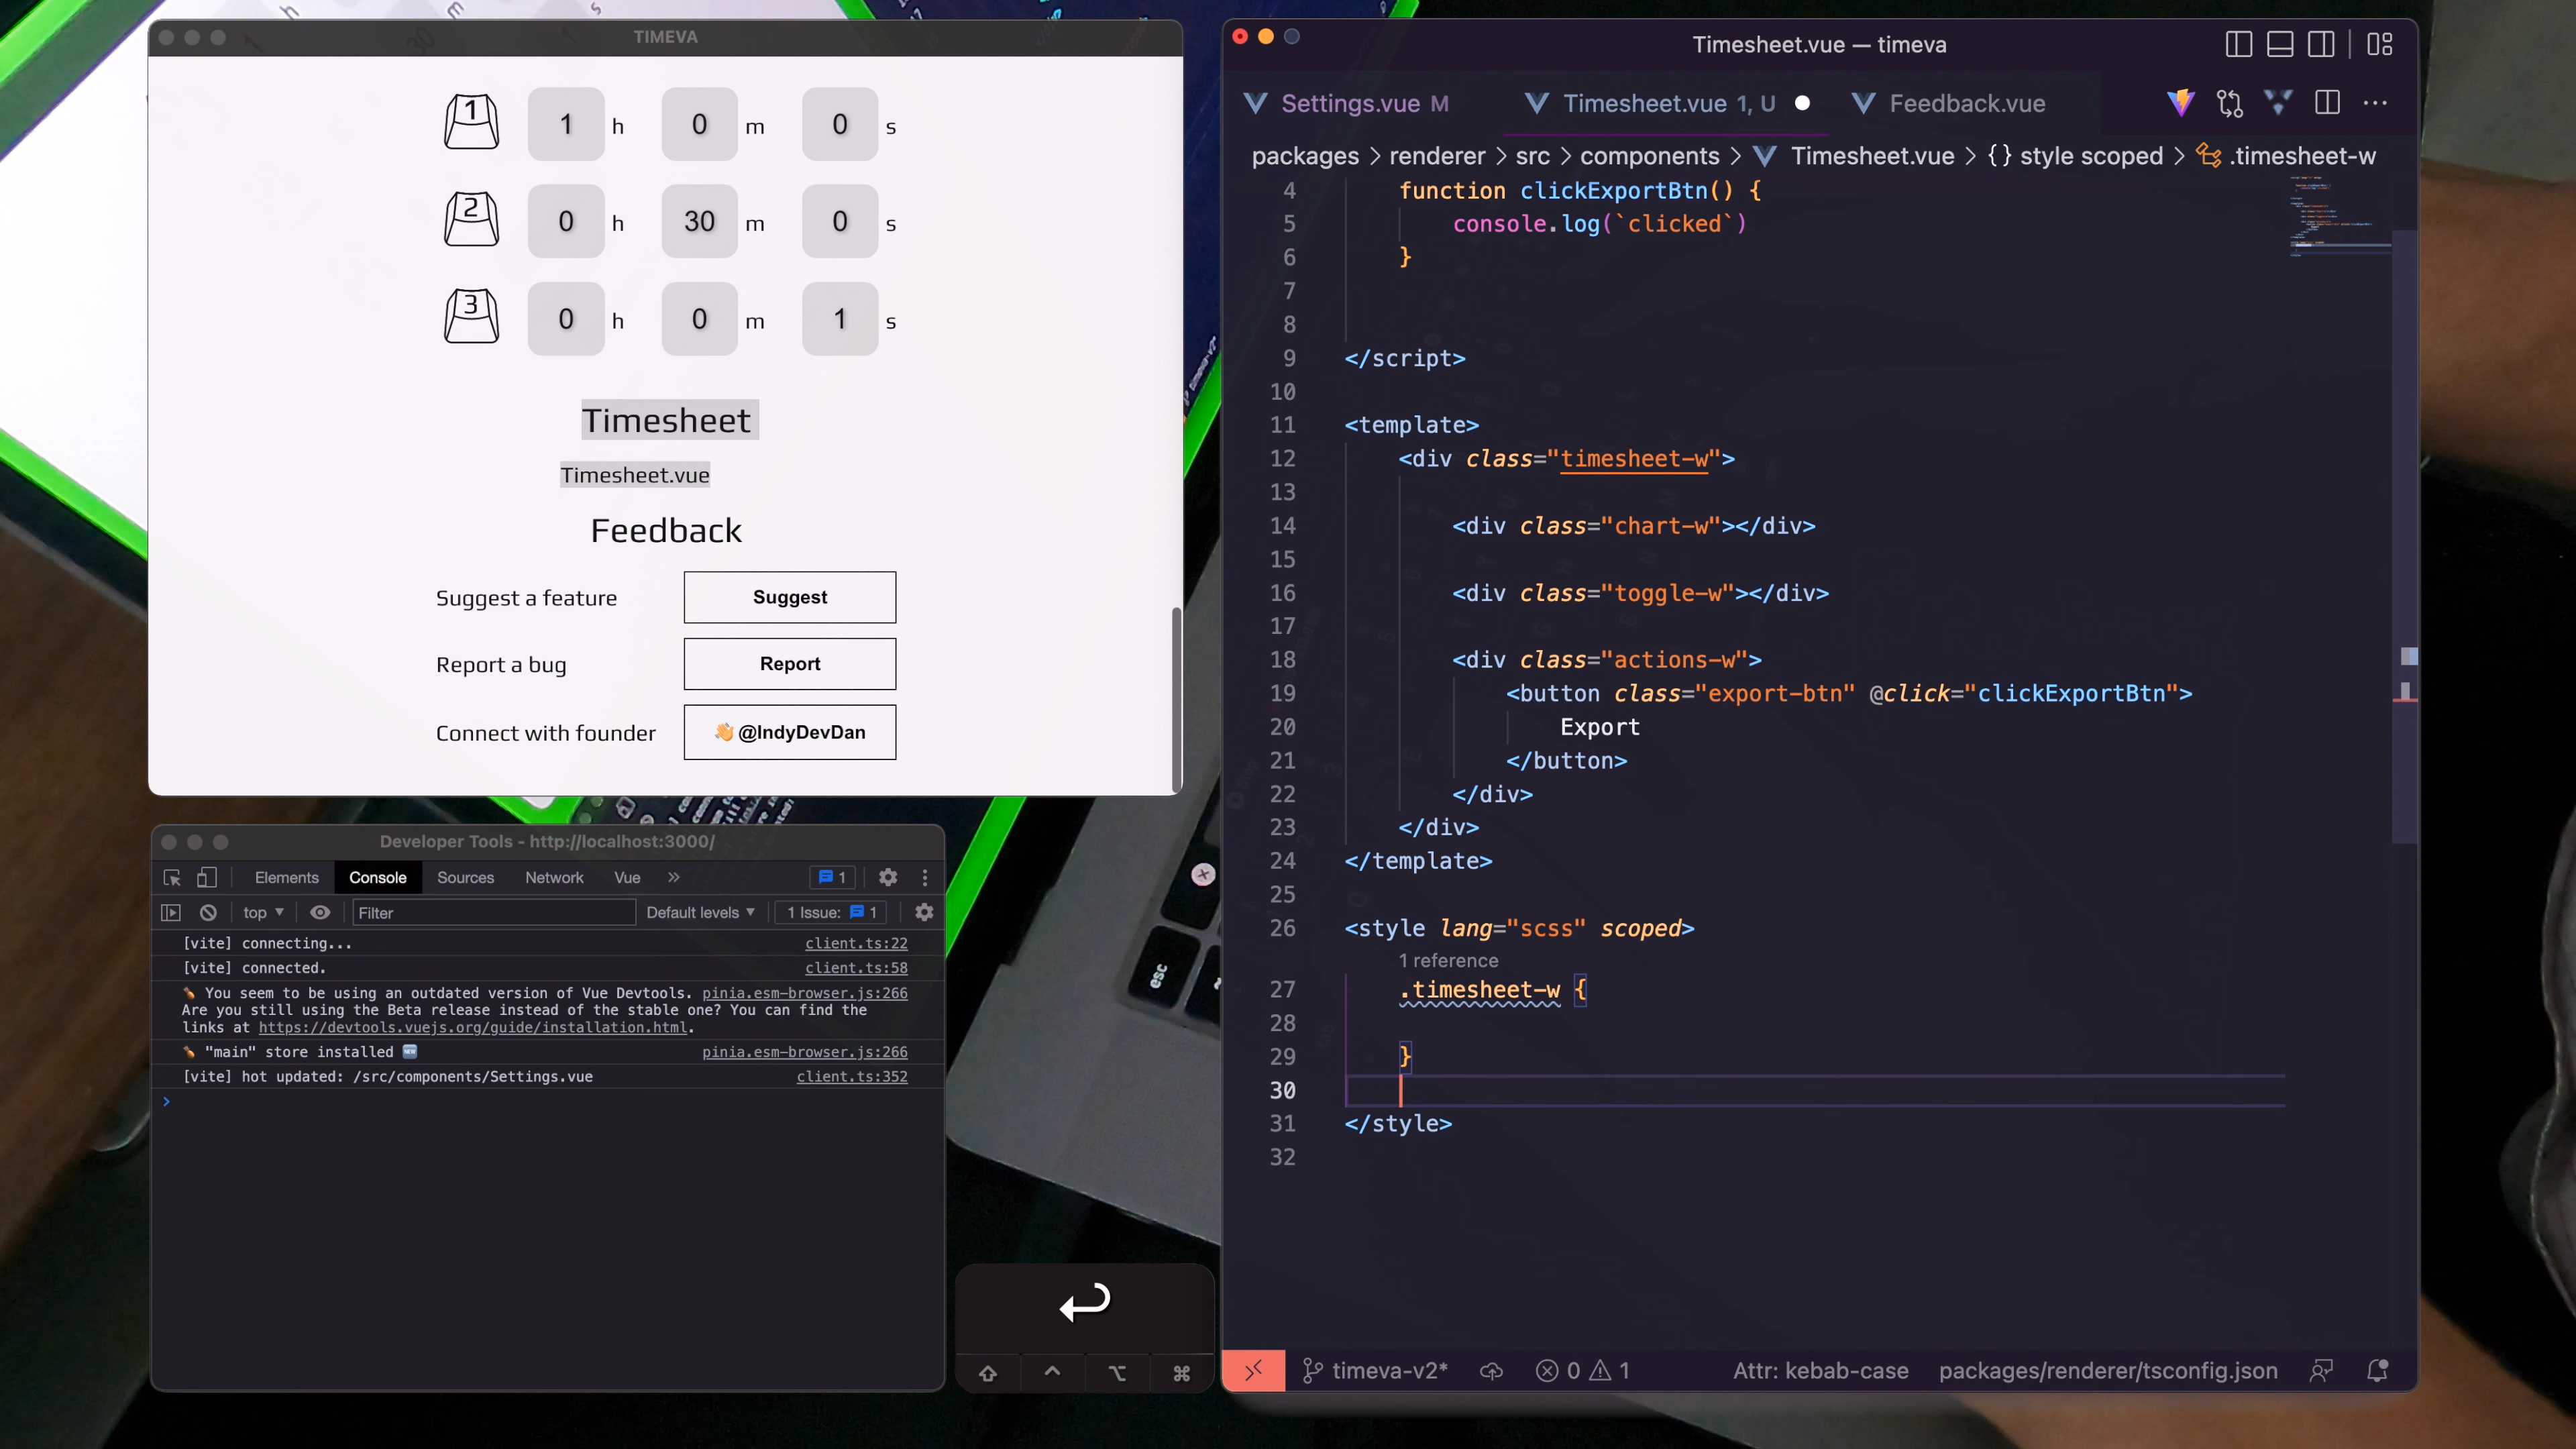 TIMEVA
1
1 h 0 m 0 s
2
0 h 30 m 0 s
3
0 h 0 m 1 s
Timesheet
Timesheet.vue
Feedback
Suggest a feature Suggest
Report a bug Report
Connect with founder 👋 @IndyDevDan
Developer Tools - http://localhost:3000/
Elements Console Sources Network Vue » 1
top ▼ Filter Default levels ▼ 1 Issue: 1
[vite] connecting... client.ts:22
[vite] connected. client.ts:58
🍍 You seem to be using an outdated version of Vue Devtools. pinia.esm-browser.js:266
Are you still using the Beta release instead of the stable one? You can find the
links at https://devtools.vuejs.org/guide/installation.html.
🍍 "main" store installed 🆕 pinia.esm-browser.js:266
[vite] hot updated: /src/components/Settings.vue client.ts:352
>
esc
Timesheet.vue — timeva
Settings.vue M Timesheet.vue 1, U Feedback.vue
packages > renderer > src > components > Timesheet.vue > {} style scoped > .timesheet-w
4 function clickExportBtn() {
5 console.log(`clicked`)
6 }
7
8
9 </script>
10
11 <template>
12 <div class="timesheet-w">
13
14 <div class="chart-w"></div>
15
16 <div class="toggle-w"></div>
17
18 <div class="actions-w">
19 <button class="export-btn" @click="clickExportBtn">
20 Export
21 </button>
22 </div>
23 </div>
24 </template>
25
26 <style lang="scss" scoped>
1 reference
27 .timesheet-w {
28
29 }
30
31 </style>
32
timeva-v2* 0 1 Attr: kebab-case packages/renderer/tsconfig.json